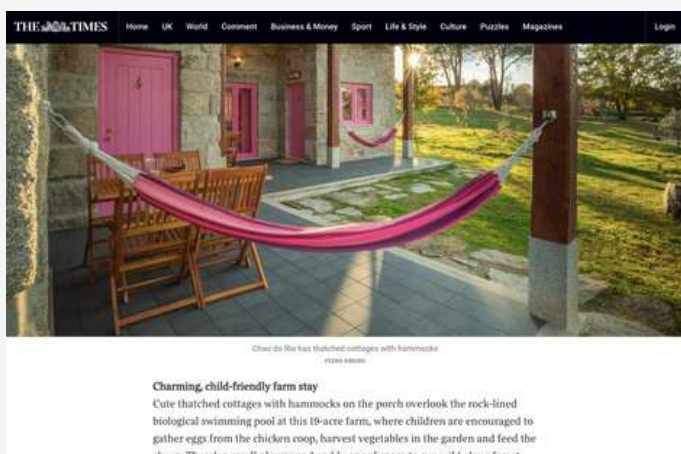 THE TIMES
Home UK World Comment Business & Money Sport Life & Style Culture Puzzles Magazines Login
Chao do Rio has thatched cottages with hammocks
Charming, child-friendly farm stay
Cute thatched cottages with hammocks on the porch overlook the rock-lined
biological swimming pool at this 19-acre farm, where children are encouraged to
gather eggs from the chicken coop, harvest vegetables in the garden and feed the